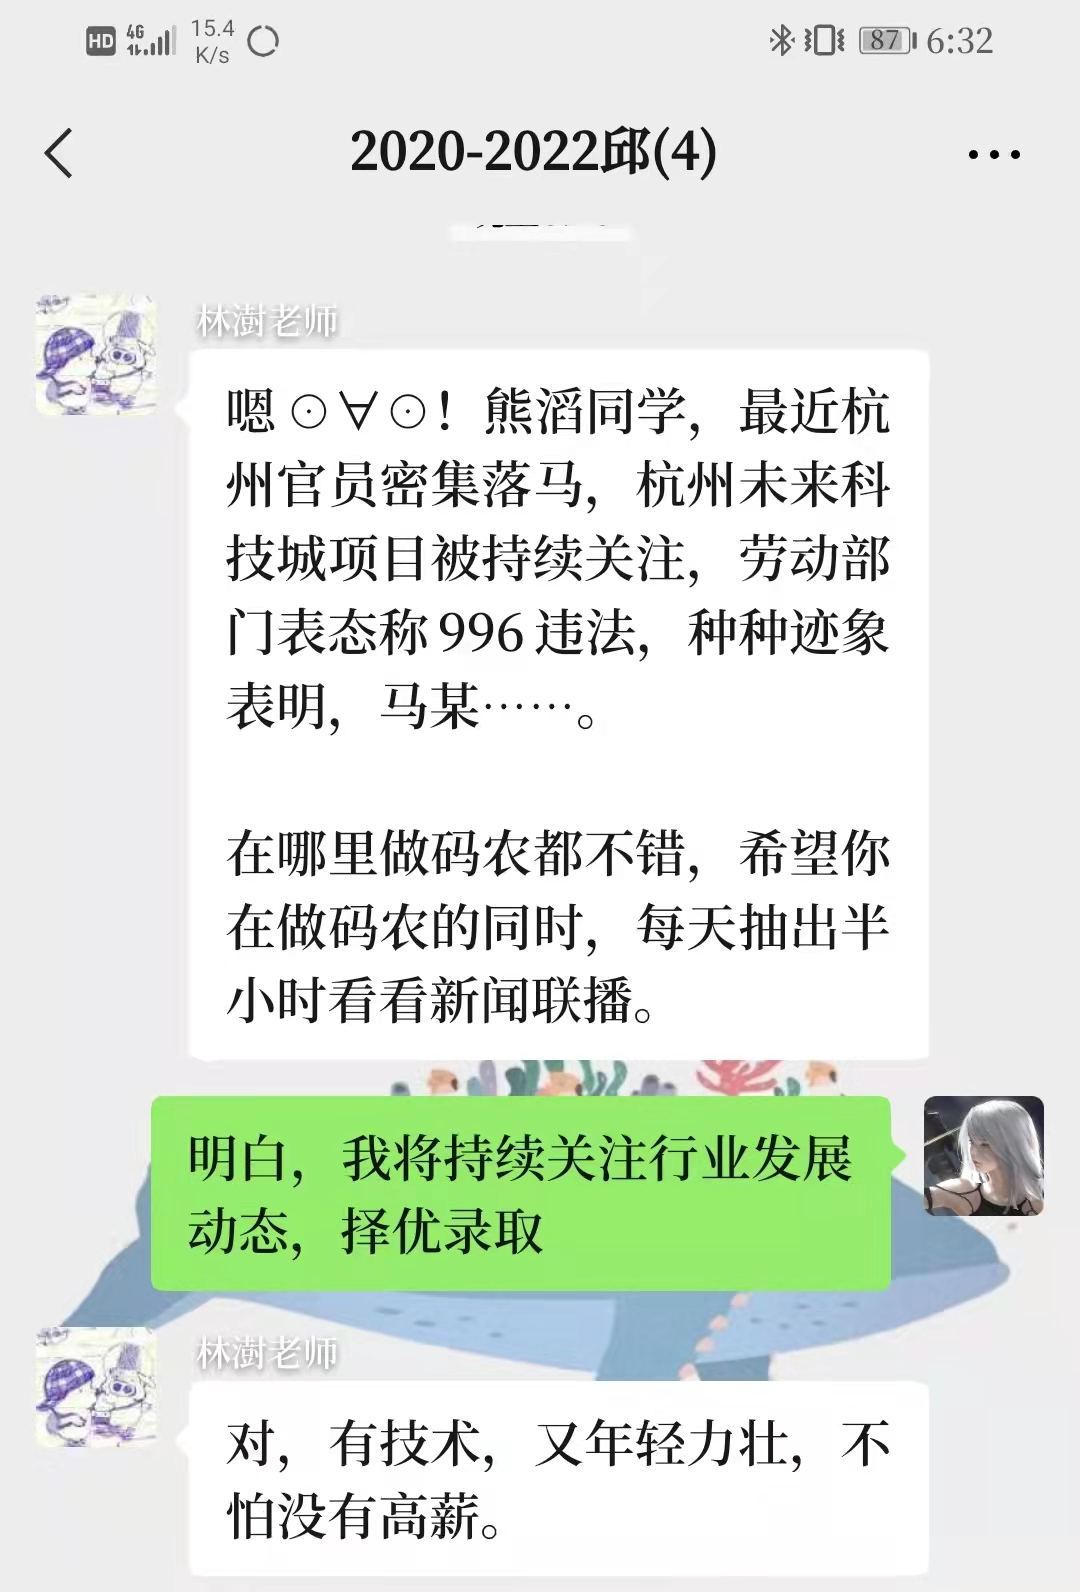 HD 4G 15.4 K/s 87 6:32
2020-2022邱(4)
林澍老师
嗯⊙∀⊙！熊滔同学，最近杭
州官员密集落马，杭州未来科
技城项目被持续关注，劳动部
门表态称996违法，种种迹象
表明，马某……。
在哪里做码农都不错，希望你
在做码农的同时，每天抽出半
小时看看新闻联播。
明白，我将持续关注行业发展
动态，择优录取
林澍老师
对，有技术，又年轻力壮，不
怕没有高薪。